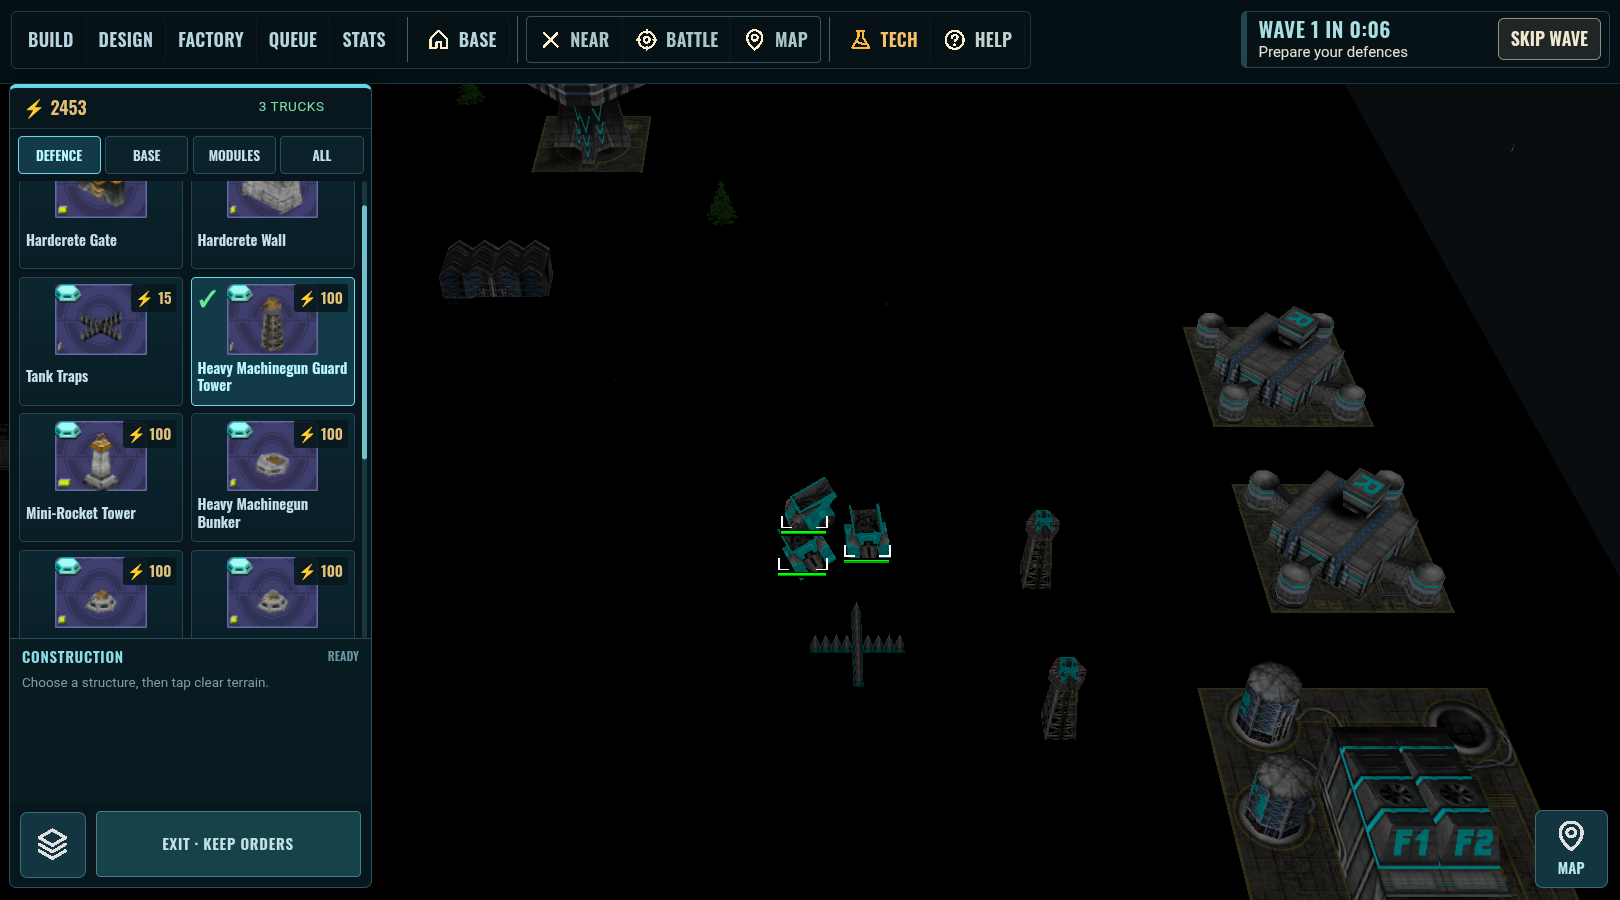 BUILD DESIGN FACTORY QUEUE STATS BASE NEAR BATTLE MAP TECH HELP
WAVE 1 IN 0:06
Prepare your defences
SKIP WAVE
2453
3 TRUCKS
DEFENCE BASE MODULES ALL
Hardcrete Gate
Hardcrete Wall
15
Tank Traps
100
Heavy Machinegun Guard
Tower
100
Mini-Rocket Tower
100
Heavy Machinegun
Bunker
100
100
CONSTRUCTION
READY
Choose a structure, then tap clear terrain.
EXIT · KEEP ORDERS
R
R
F1 F2
MAP